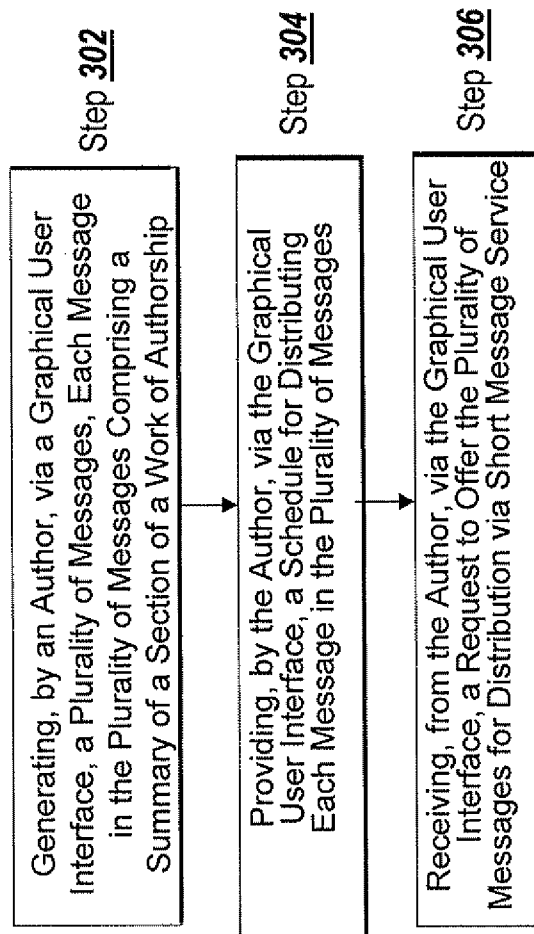 Generating, by an Author, via a Graphical User
Interface, a Plurality of Messages, Each Message
in the Plurality of Messages Comprising a
Summary of a Section of a Work of Authorship
Step 302
Providing, by the Author, via the Graphical
User Interface, a Schedule for Distributing
Each Message in the Plurality of Messages
Step 304
Receiving, from the Author, via the Graphical User
Interface, a Request to Offer the Plurality of
Messages for Distribution via Short Message Service
Step 306